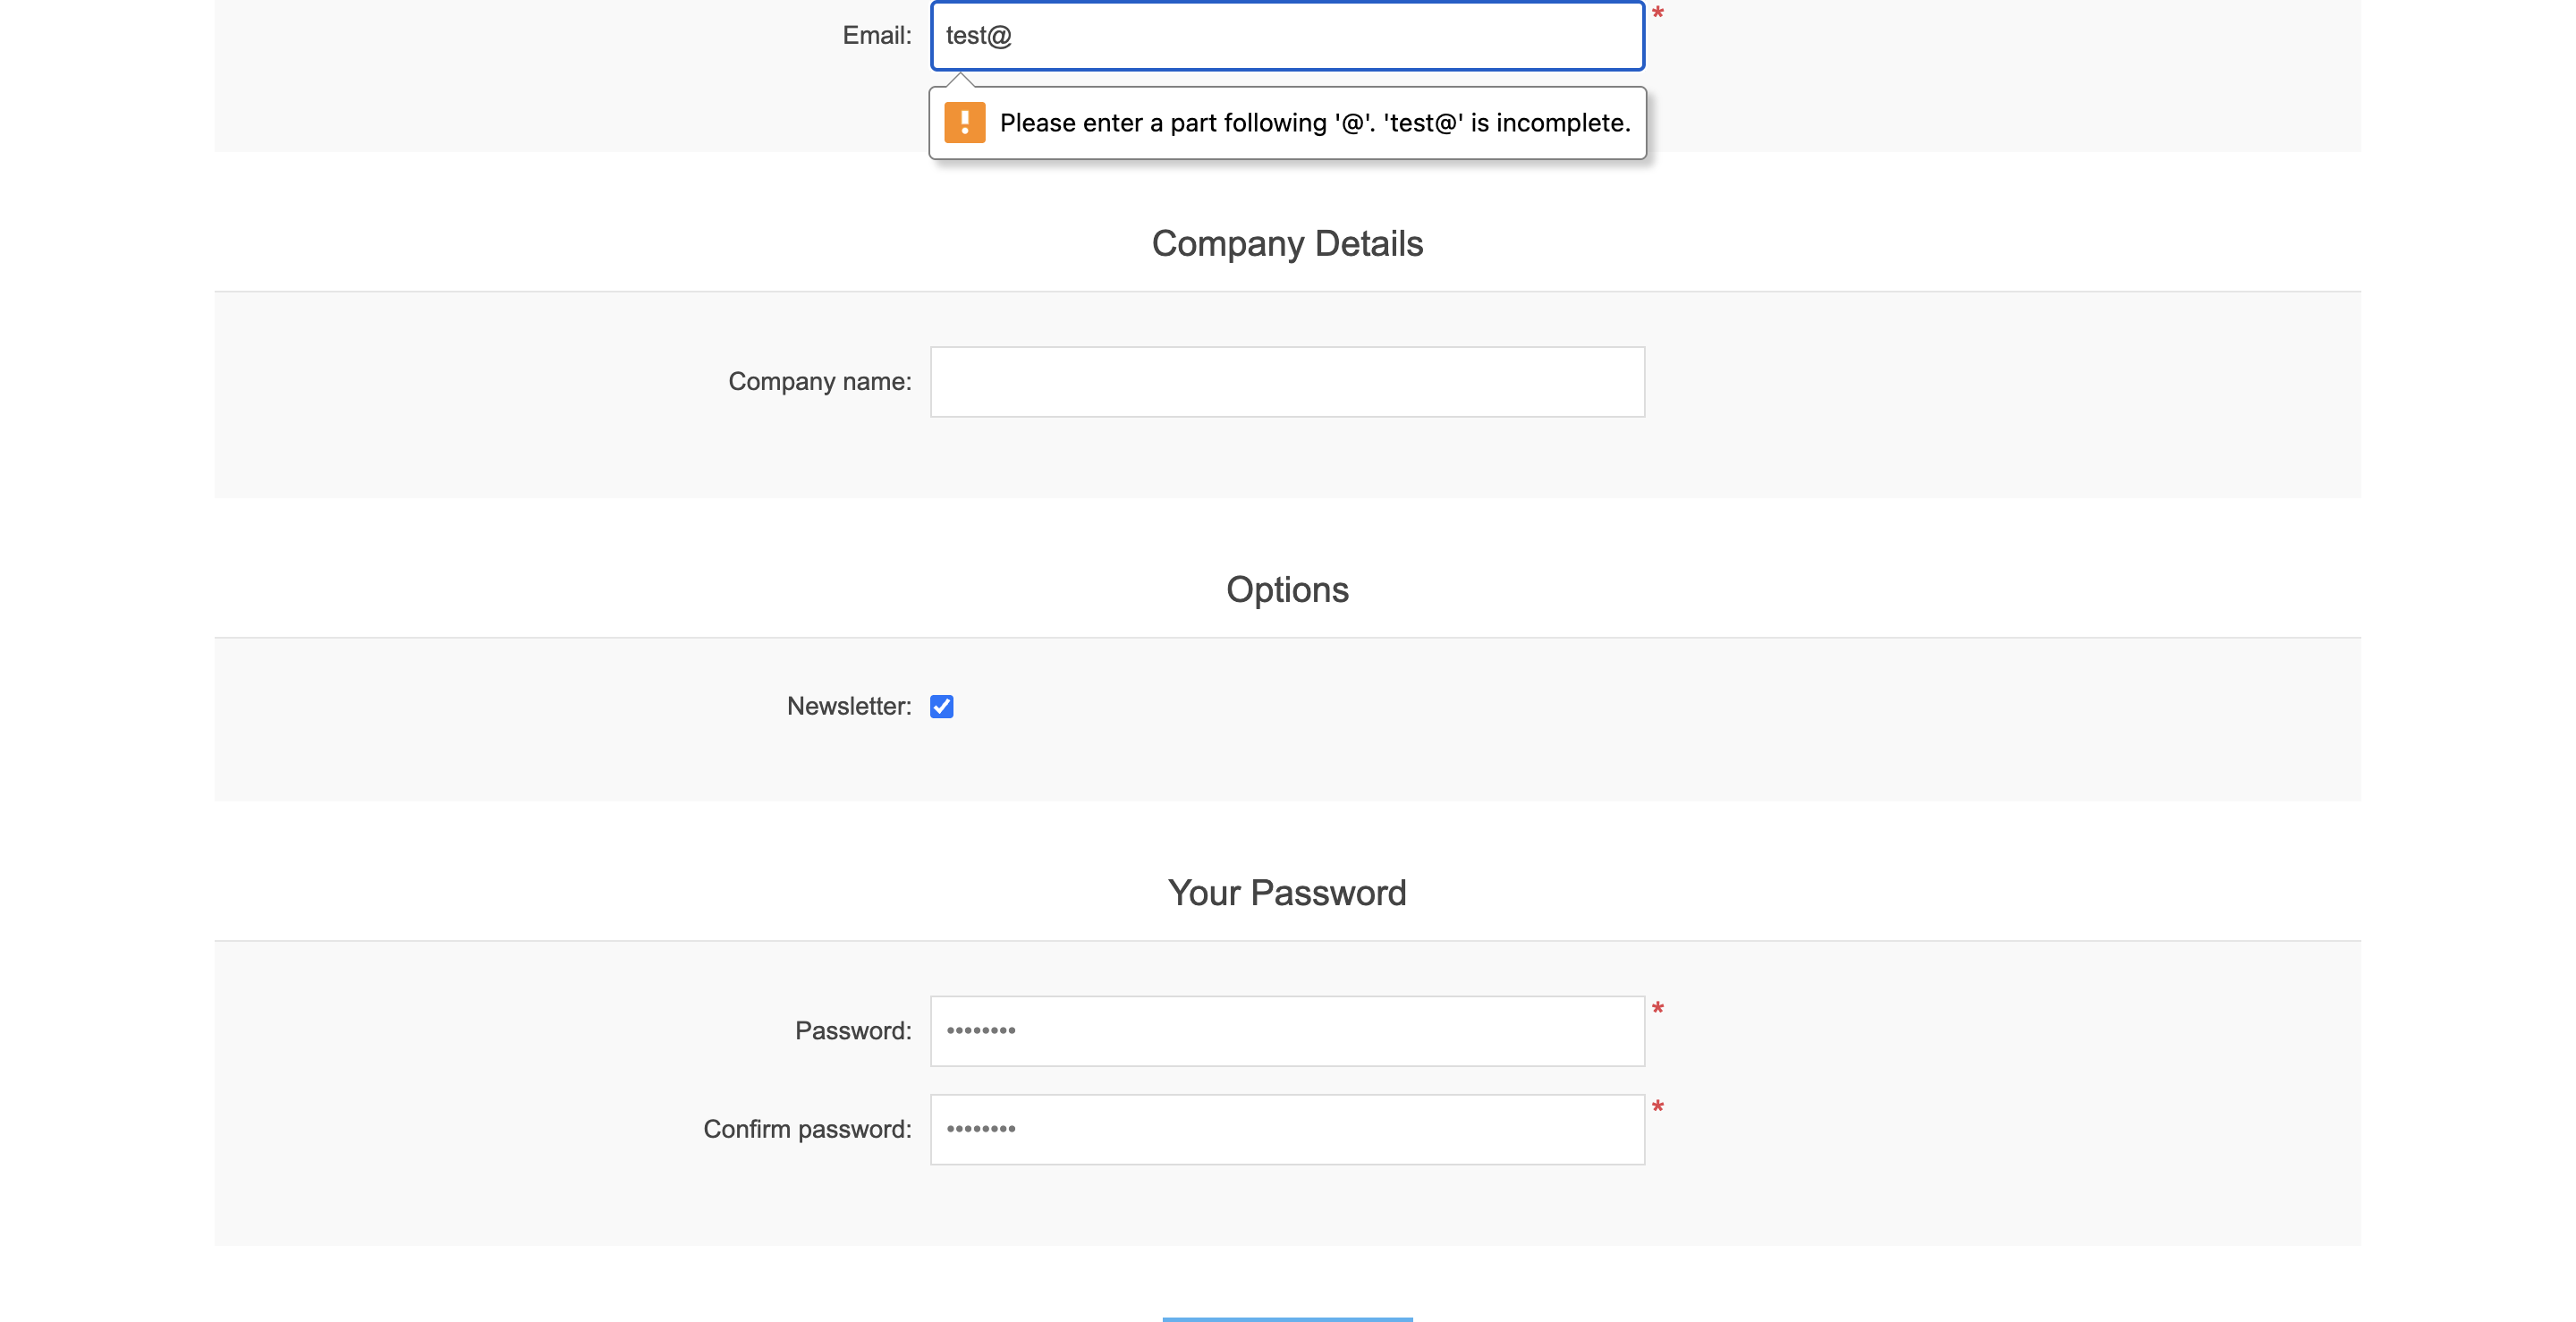 Email: test@ *
Please enter a part following '@'. 'test@' is incomplete.
Company Details
Company name:
Options
Newsletter:
Your Password
Password: •••••••• *
Confirm password: •••••••• *